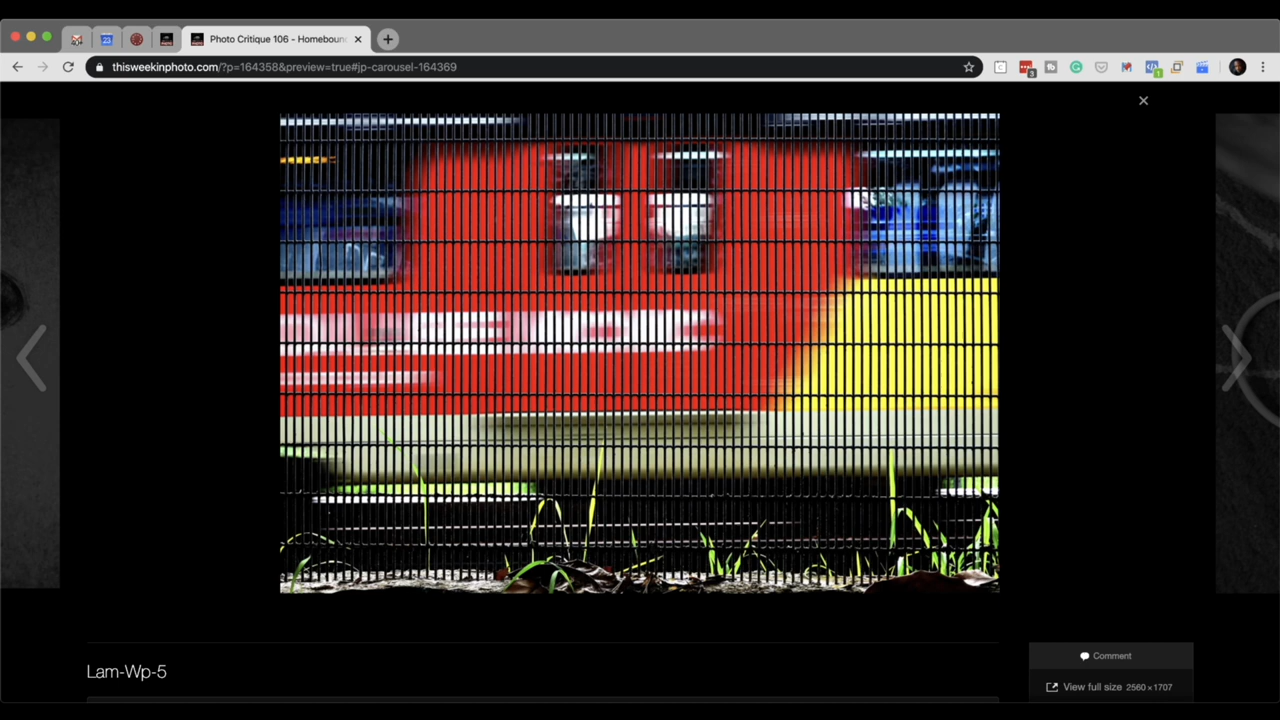 Photo Critique 106 - Homeboun
thisweekinphoto.com/?p=164358&preview=true#jp-carousel-164369
Lam-Wp-5
Comment
View full size 2560×1707